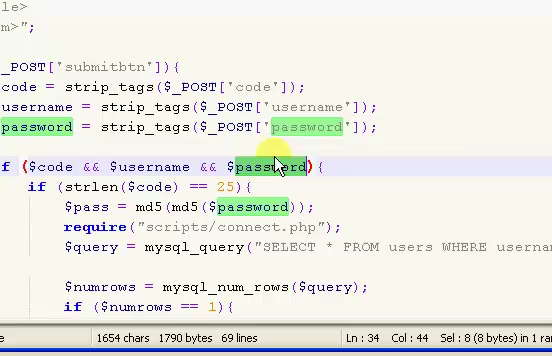 le>
m>";
_POST['submitbtn']){
code = strip_tags($_POST['code']);
username = strip_tags($_POST['username']);
password = strip_tags($_POST['password']);
f ($code && $username && $password){
if (strlen($code) == 25){
$pass = md5(md5($password));
require("scripts/connect.php");
$query = mysql_query("SELECT * FROM users WHERE userna
$numrows = mysql_num_rows($query);
if ($numrows == 1){
e 1654 chars 1790 bytes 69 lines Ln : 34 Col : 44 Sel : 8 (8 bytes) in 1 ran